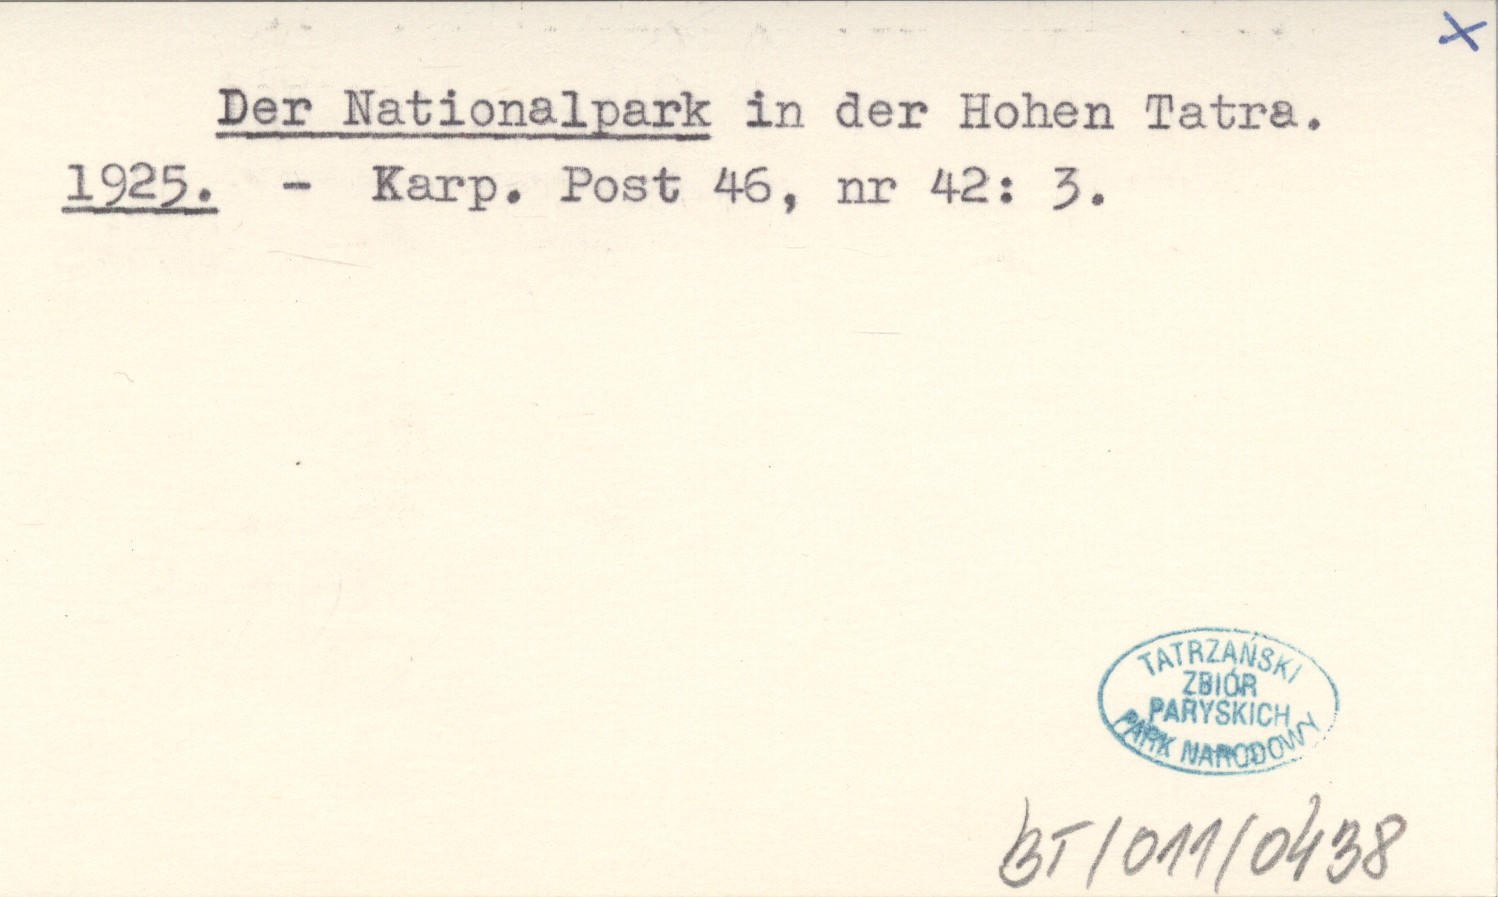 x
Der Nationalpark in der Hohen Tatra.
1925. - Karp. Post 46, nr 42: 3.
TATRZAŃSKI
ZBIÓR
PARYSKICH
PARK NARODOWY
BT/011/0438